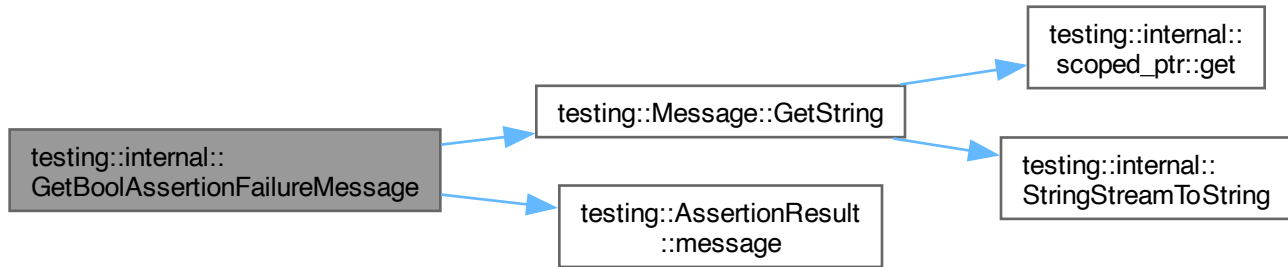 testing::internal::
GetBoolAssertionFailureMessage
testing::Message::GetString
testing::AssertionResult
::message
testing::internal::
scoped_ptr::get
testing::internal::
StringStreamToString